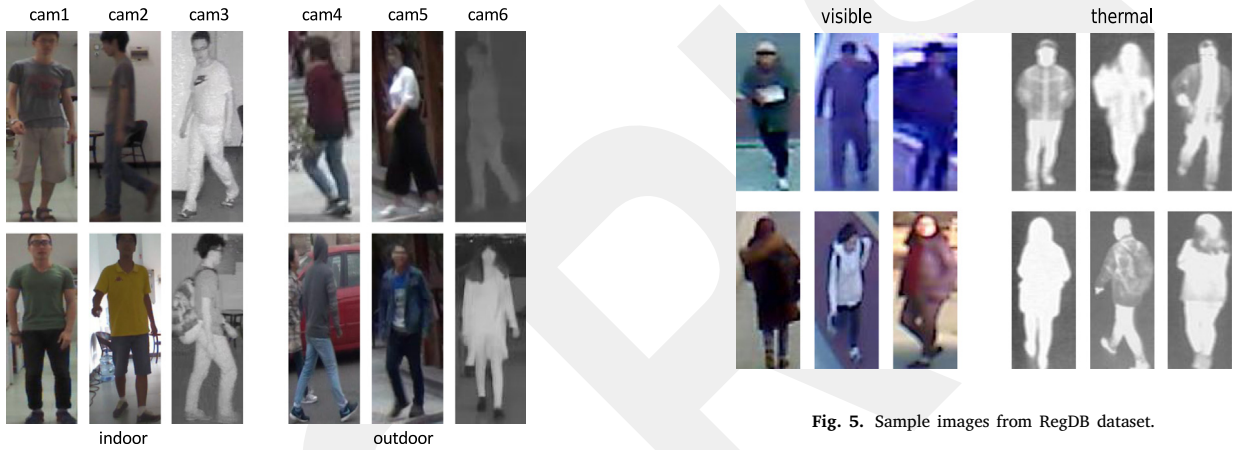 cam1 cam2 cam3 cam4 cam5 cam6
indoor outdoor
visible thermal
Fig. 5. Sample images from RegDB dataset.